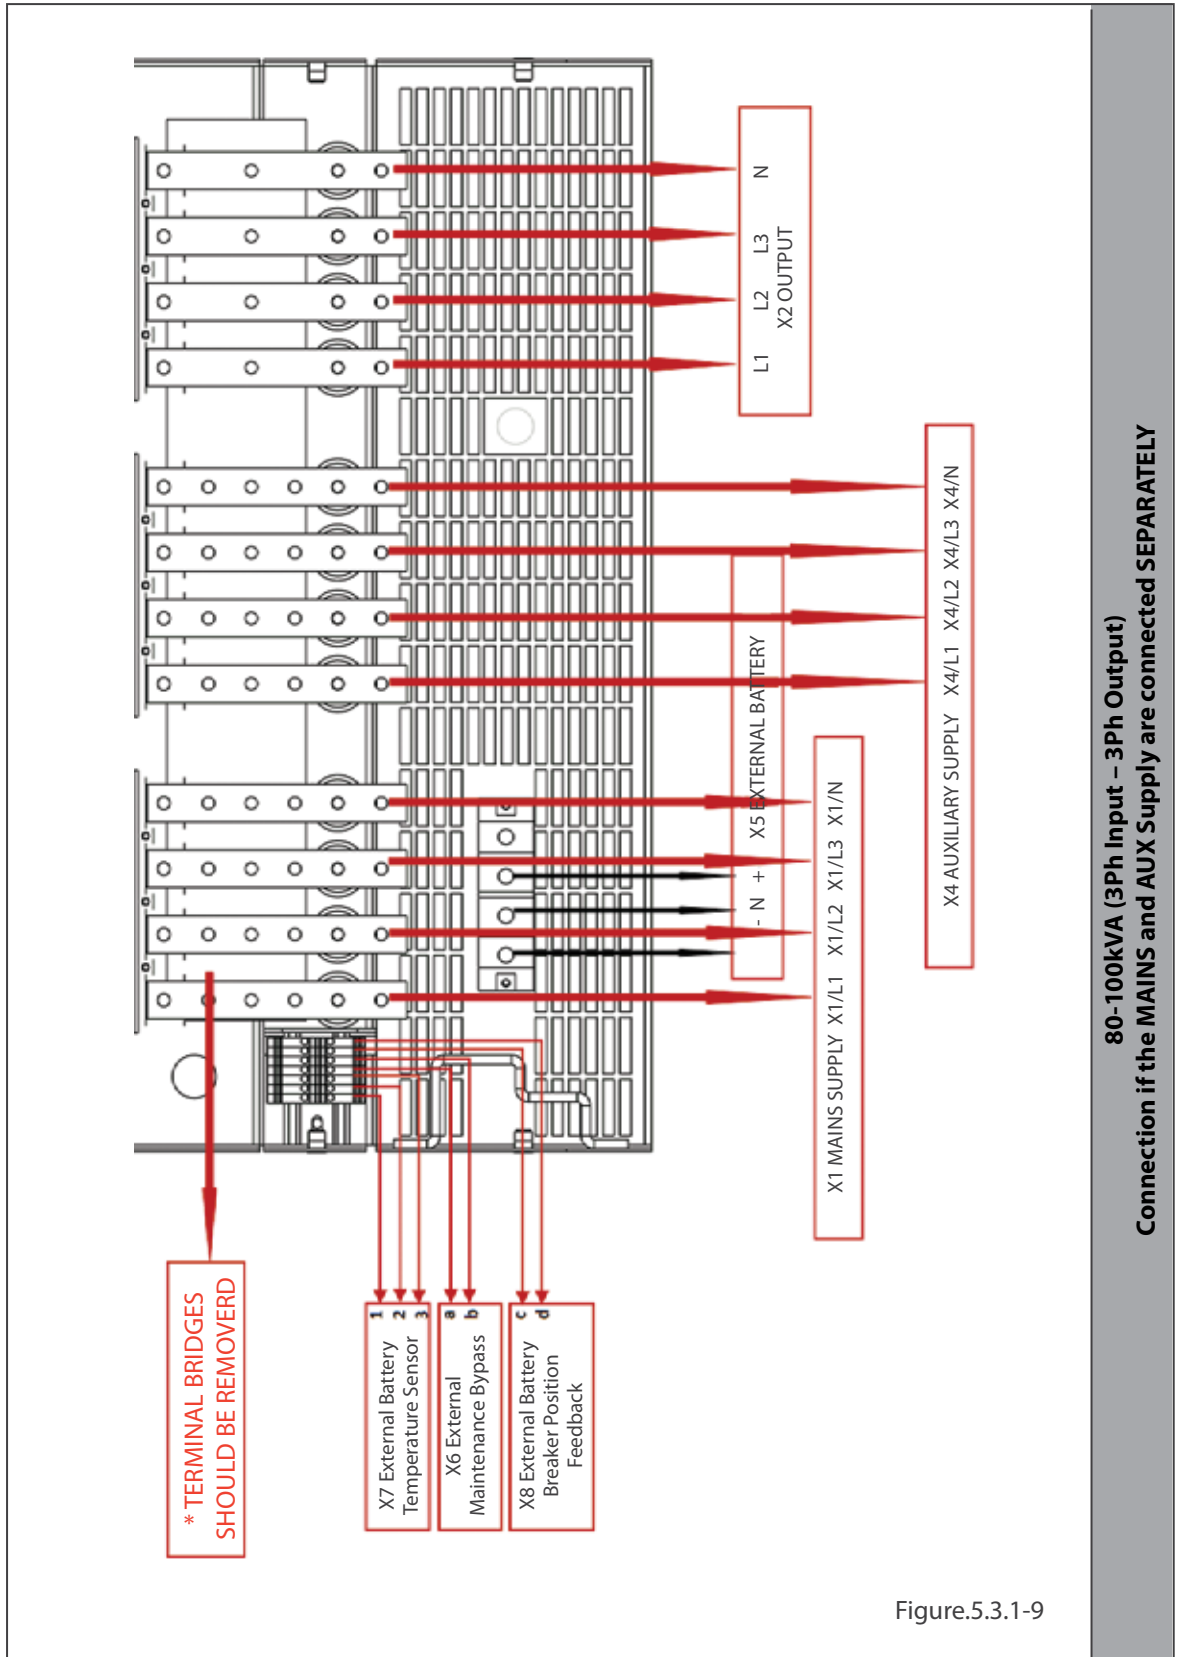 80-100kVA (3Ph Input – 3Ph Output)
Connection if the MAINS and AUX Supply are connected SEPARATELY
* TERMINAL BRIDGES
SHOULD BE REMOVERD
X7 External Battery
Temperature Sensor
1
2
3
X6 External
Maintenance Bypass
a
b
X8 External Battery
Breaker Position
Feedback
c
d
X1 MAINS SUPPLY X1/L1 X1/L2 X1/L3 X1/N
- N + X5 EXTERNAL BATTERY
X4 AUXILIARY SUPPLY X4/L1 X4/L2 X4/L3 X4/N
L1 L2 L3 N
X2 OUTPUT
Figure.5.3.1-9